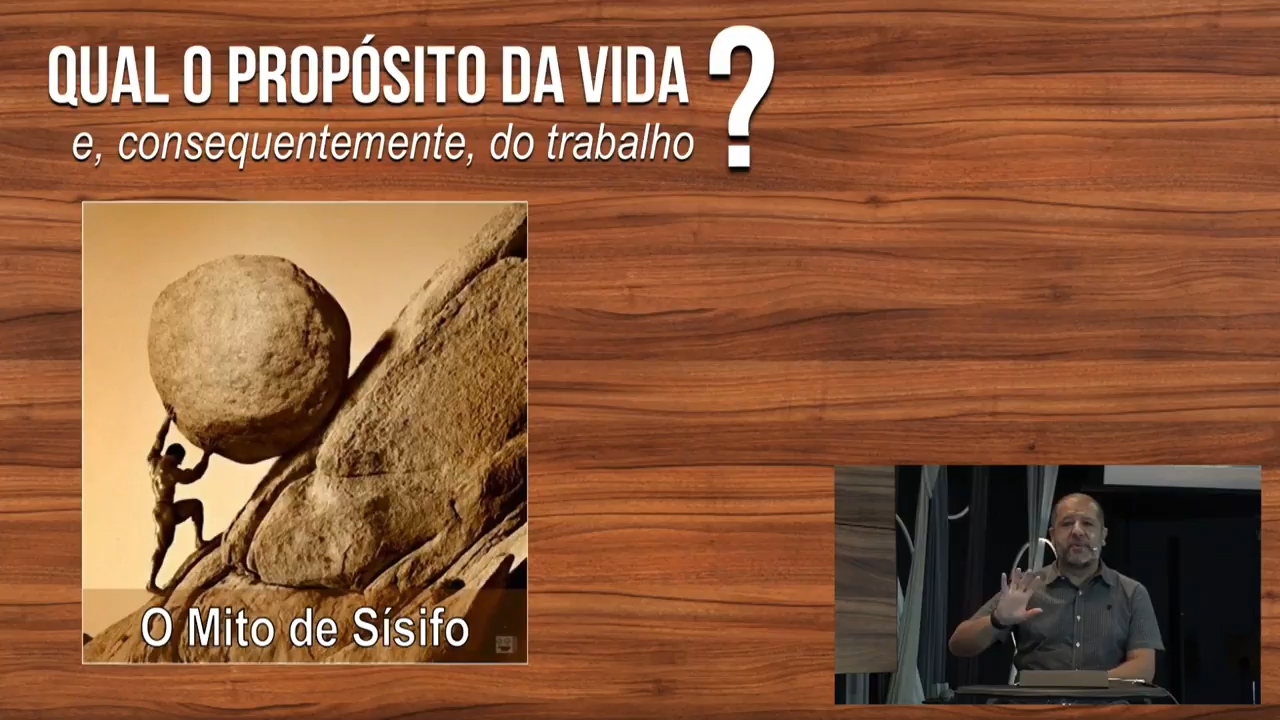 QUAL O PROPÓSITO DA VIDA ?
e, consequentemente, do trabalho
O Mito de Sísifo